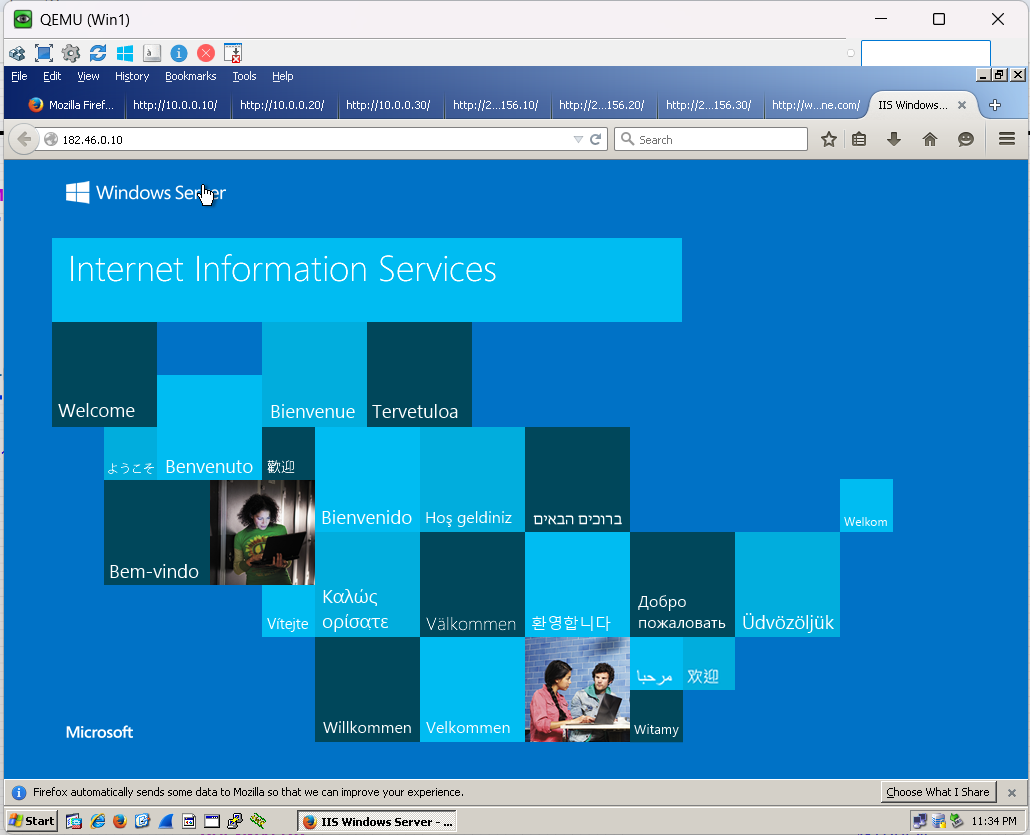 QEMU (Win1)
File Edit View History Bookmarks Tools Help
Mozilla Firef... http://10.0.0.10/ http://10.0.0.20/ http://10.0.0.30/ http://2...156.10/ http://2...156.20/ http://2...156.30/ http://w...ne.com/ IIS Windows...
182.46.0.10 Search
Windows Server
Internet Information Services
Welcome Bienvenue Tervetuloa
ようこそ Benvenuto 歡迎
Bienvenido Hoş geldiniz ברוכים הבאים Welkom
Bem-vindo
Vítejte Καλώς
ορίσατε Välkommen 환영합니다 Добро
пожаловать Üdvözöljük
مرحبا 欢迎
Willkommen Velkommen Witamy
Microsoft
Firefox automatically sends some data to Mozilla so that we can improve your experience. Choose What I Share
Start IIS Windows Server - ... 11:34 PM